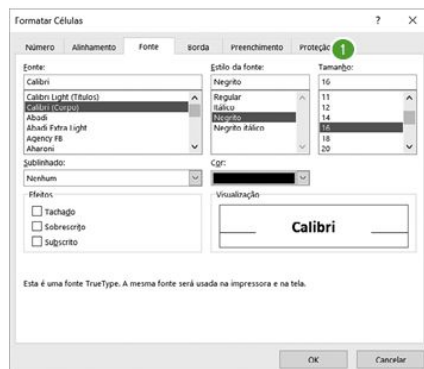 Formatar Células ? ×
Número Alinhamento Fonte Borda Preenchimento Proteção 1
Fonte: Estilo da fonte: Tamanho:
Calibri Negrito 16
Calibri Light (Títulos) Regular 11
Calibri (Corpo) Itálico 12
Abadi Negrito 14
Abadi Extra Light Negrito itálico 16
Agency FB 18
Aharoni 20
Sublinhado: Cor:
Nenhum
Efeitos Visualização
Tachado
Sobrescrito
Subscrito
Calibri
Esta é uma fonte TrueType. A mesma fonte será usada na impressora e na tela.
OK Cancelar